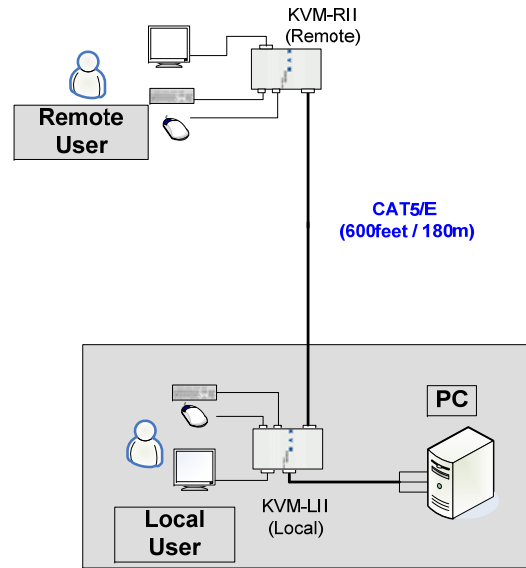 KVM-RII
(Remote)
Remote
User
CAT5/E
(600feet / 180m)
PC
KVM-LII
(Local)
Local
User